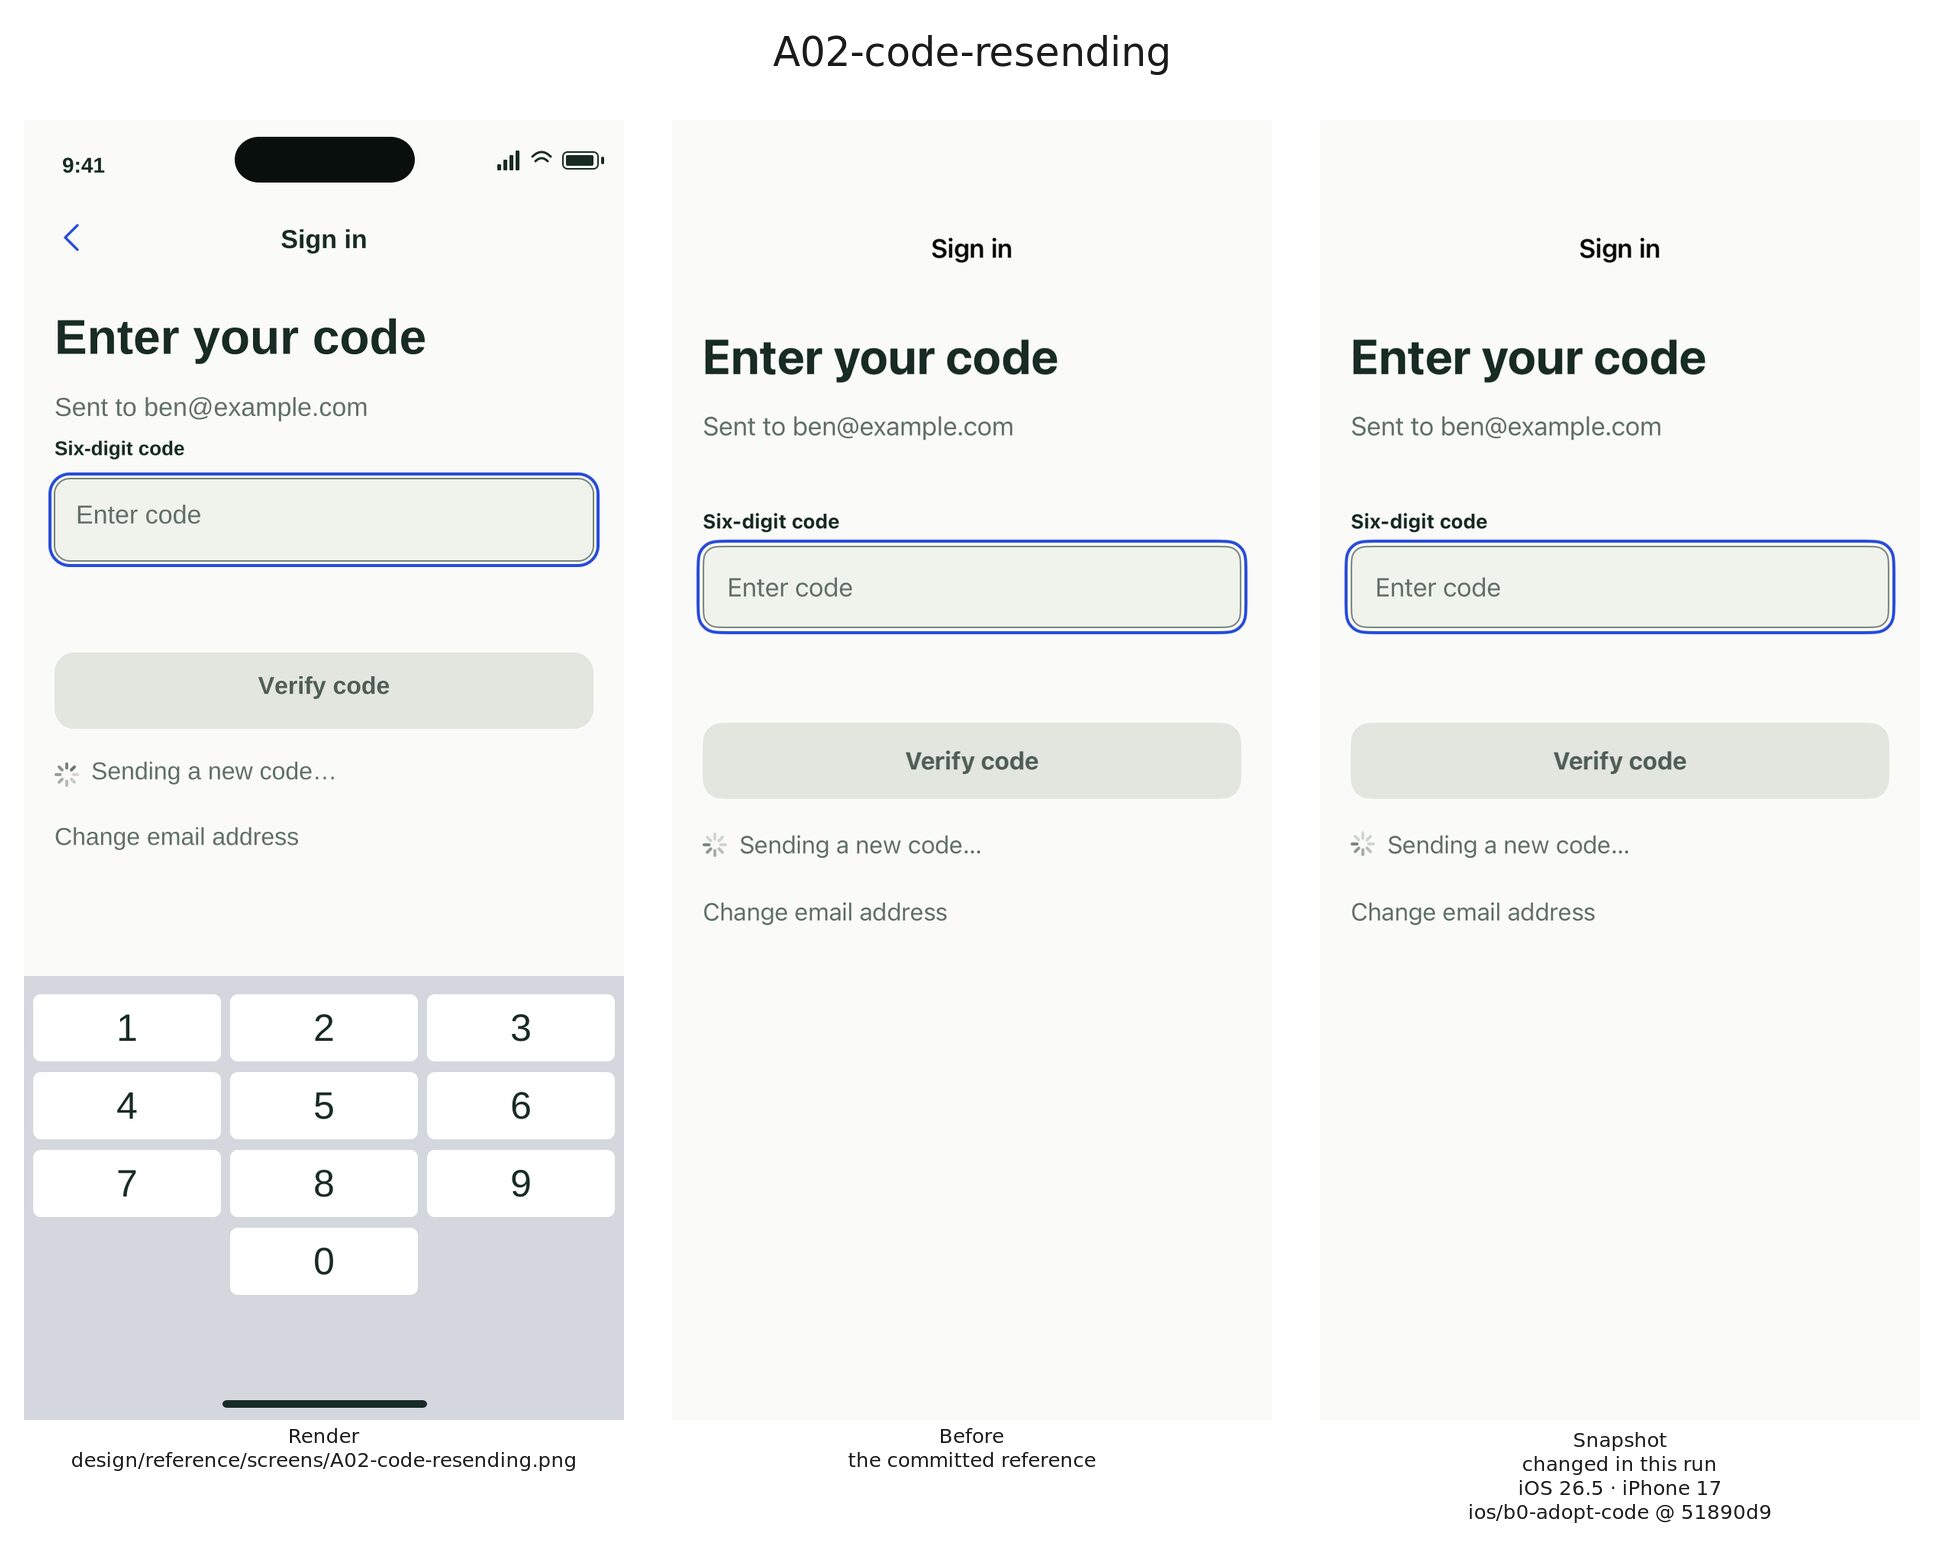 A02-code-resending
9:41
Sign in
Enter your code
Sent to ben@example.com
Six-digit code
Enter code
Verify code
Sending a new code…
Change email address
1 2 3
4 5 6
7 8 9
0
Render
design/reference/screens/A02-code-resending.png
Sign in
Enter your code
Sent to ben@example.com
Six-digit code
Enter code
Verify code
Sending a new code…
Change email address
Before
the committed reference
Sign in
Enter your code
Sent to ben@example.com
Six-digit code
Enter code
Verify code
Sending a new code…
Change email address
Snapshot
changed in this run
iOS 26.5 · iPhone 17
ios/b0-adopt-code @ 51890d9